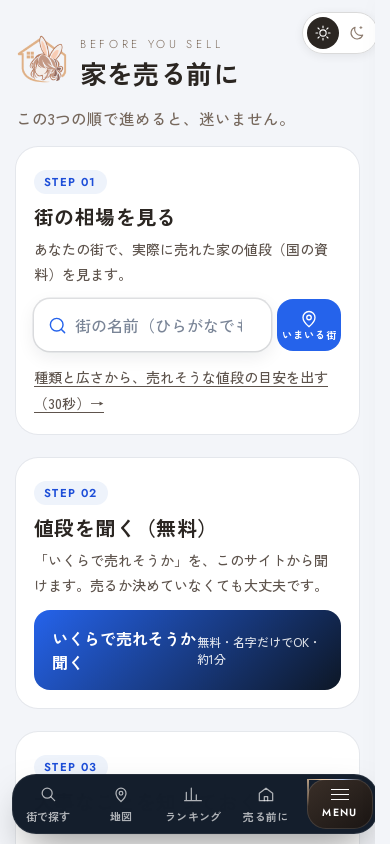 BEFORE YOU SELL
家を売る前に
この3つの順で進めると、迷いません。
STEP 01
街の相場を見る
あなたの街で、実際に売れた家の値段（国の資
料）を見ます。
街の名前（ひらがなでも
いまいる街
種類と広さから、売れそうな値段の目安を出す
（30秒）→
STEP 02
値段を聞く（無料）
「いくらで売れそうか」を、このサイトから聞
けます。売るか決めていなくても大丈夫です。
いくらで売れそうか
聞く
無料・名字だけでOK・
約1分
STEP 03
街で探す
地図
ランキング
売る前に
MENU